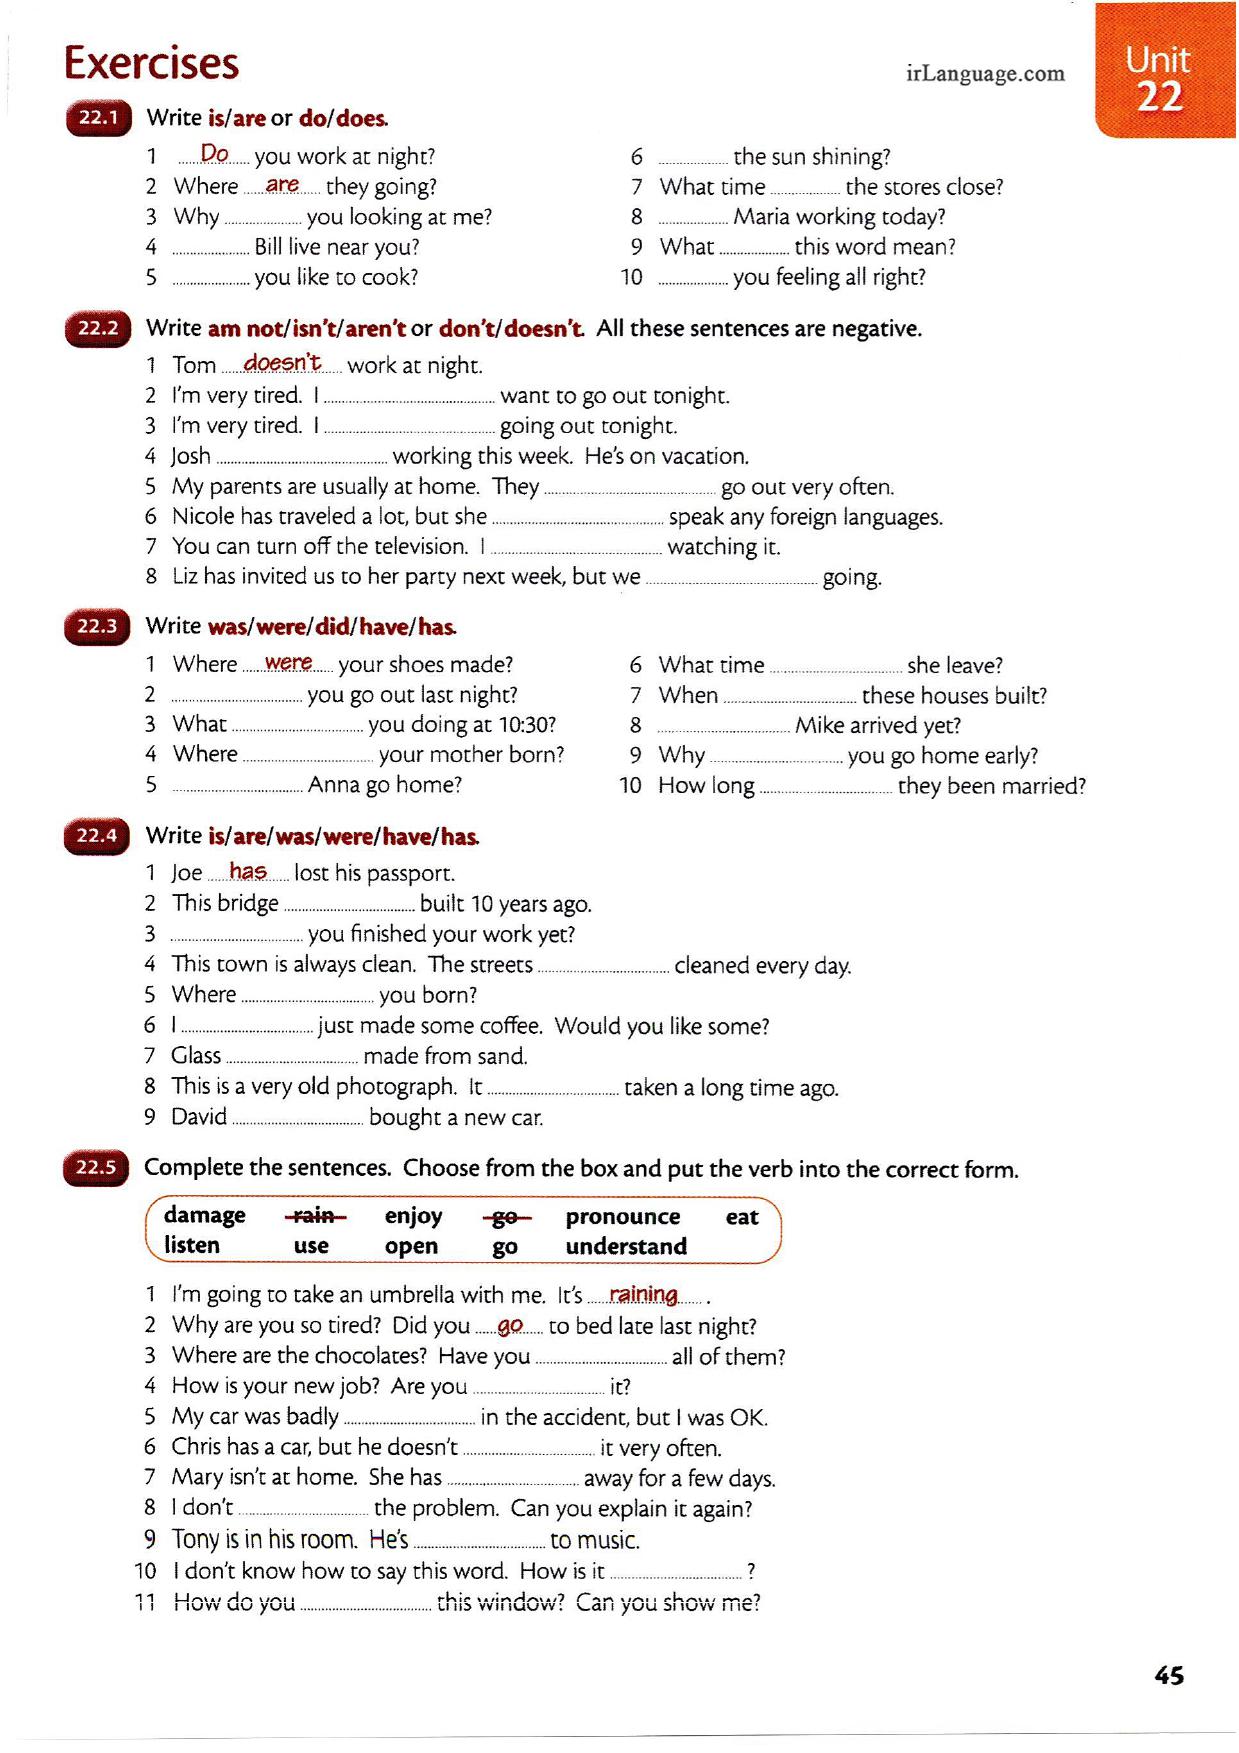 Exercises
irLanguage.com
Unit
22
22.1 Write is/are or do/does.
1 Do you work at night?
2 Where are they going?
3 Why .......... you looking at me?
4 .......... Bill live near you?
5 .......... you like to cook?
6 .......... the sun shining?
7 What time .......... the stores close?
8 .......... Maria working today?
9 What .......... this word mean?
10 .......... you feeling all right?
22.2 Write am not/isn't/aren't or don't/doesn't. All these sentences are negative.
1 Tom doesn't work at night.
2 I'm very tired. I .......... want to go out tonight.
3 I'm very tired. I .......... going out tonight.
4 Josh .......... working this week. He's on vacation.
5 My parents are usually at home. They .......... go out very often.
6 Nicole has traveled a lot, but she .......... speak any foreign languages.
7 You can turn off the television. I .......... watching it.
8 Liz has invited us to her party next week, but we .......... going.
22.3 Write was/were/did/have/has.
1 Where were your shoes made?
2 .......... you go out last night?
3 What .......... you doing at 10:30?
4 Where .......... your mother born?
5 .......... Anna go home?
6 What time .......... she leave?
7 When .......... these houses built?
8 .......... Mike arrived yet?
9 Why .......... you go home early?
10 How long .......... they been married?
22.4 Write is/are/was/were/have/has.
1 Joe has lost his passport.
2 This bridge .......... built 10 years ago.
3 .......... you finished your work yet?
4 This town is always clean. The streets .......... cleaned every day.
5 Where .......... you born?
6 I .......... just made some coffee. Would you like some?
7 Glass .......... made from sand.
8 This is a very old photograph. It .......... taken a long time ago.
9 David .......... bought a new car.
22.5 Complete the sentences. Choose from the box and put the verb into the correct form.
damage rain enjoy go pronounce eat
listen use open go understand
1 I'm going to take an umbrella with me. It's raining.
2 Why are you so tired? Did you go to bed late last night?
3 Where are the chocolates? Have you .......... all of them?
4 How is your new job? Are you .......... it?
5 My car was badly .......... in the accident, but I was OK.
6 Chris has a car, but he doesn't .......... it very often.
7 Mary isn't at home. She has .......... away for a few days.
8 I don't .......... the problem. Can you explain it again?
9 Tony is in his room. He's .......... to music.
10 I don't know how to say this word. How is it .......... ?
11 How do you .......... this window? Can you show me?
45